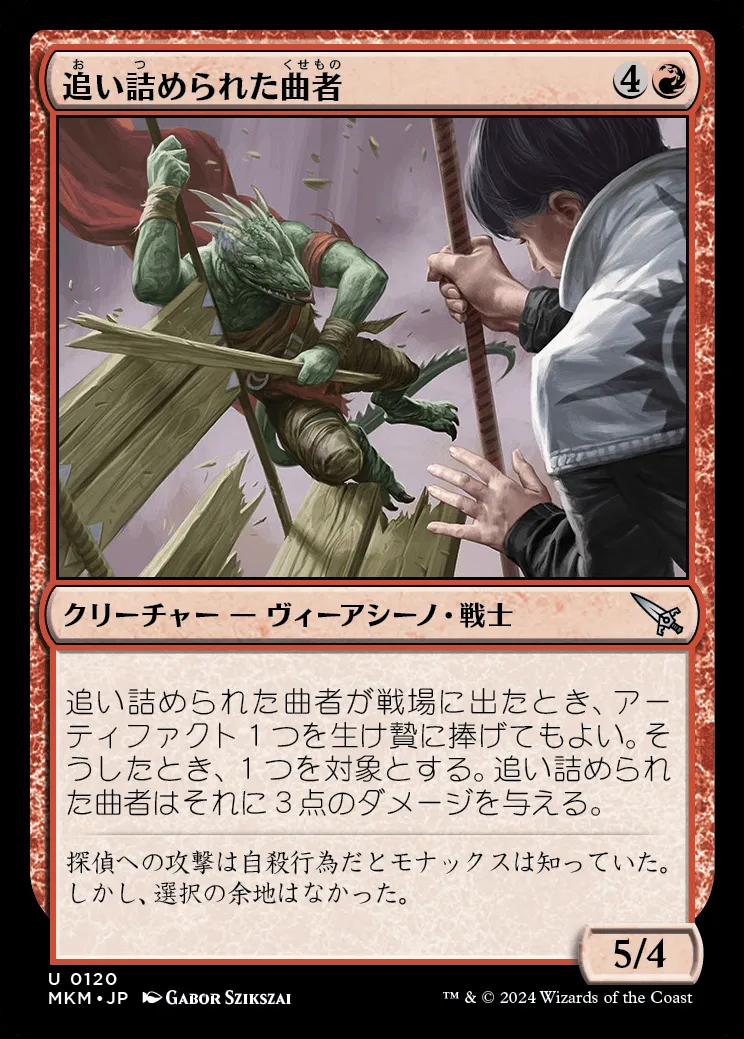 追い詰められた曲者
お つ くせもの
4
クリーチャー — ヴィーアシーノ・戦士
追い詰められた曲者が戦場に出たとき、アー
ティファクト１つを生け贄に捧げてもよい。そ
うしたとき、１つを対象とする。追い詰められ
た曲者はそれに３点のダメージを与える。
探偵への攻撃は自殺行為だとモナックスは知っていた。
しかし、選択の余地はなかった。
5/4
U 0120
MKM • JP GABOR SZIKSZAI
™ & © 2024 Wizards of the Coast